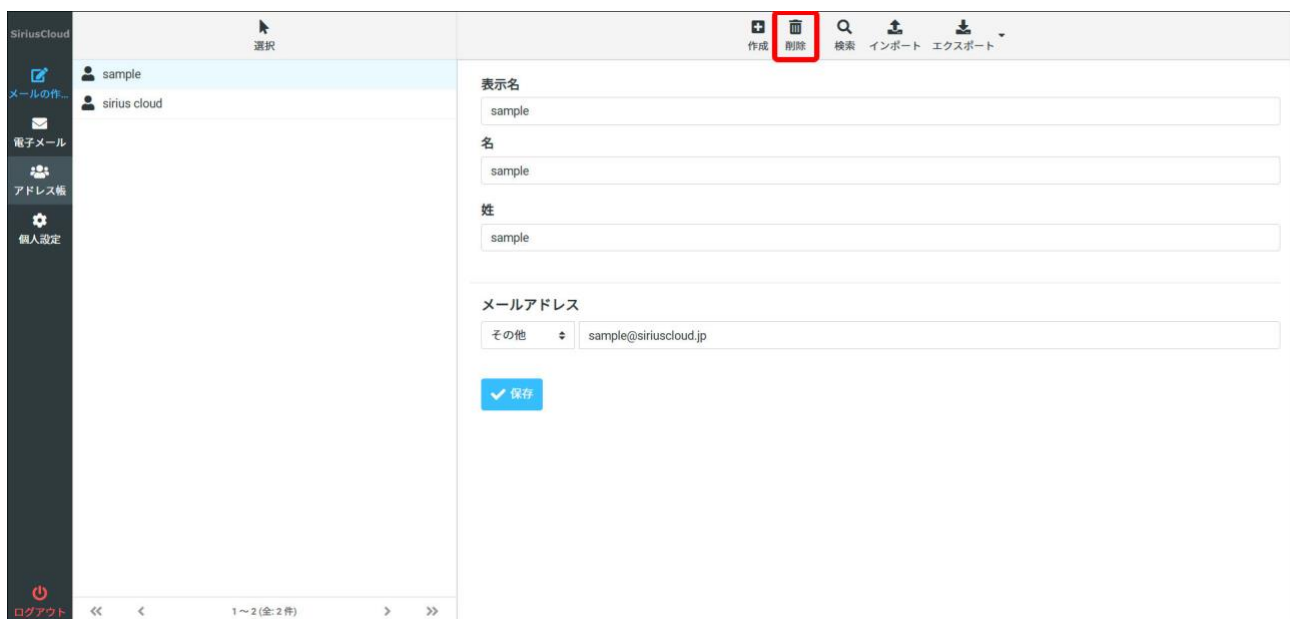 SiriusCloud
メールの作...
電子メール
アドレス帳
個人設定
ログアウト
選択
sample
sirius cloud
1～2 (全: 2 件)
作成 削除 検索 インポート エクスポート
表示名
sample
名
sample
姓
sample
メールアドレス
その他 sample@siriuscloud.jp
保存